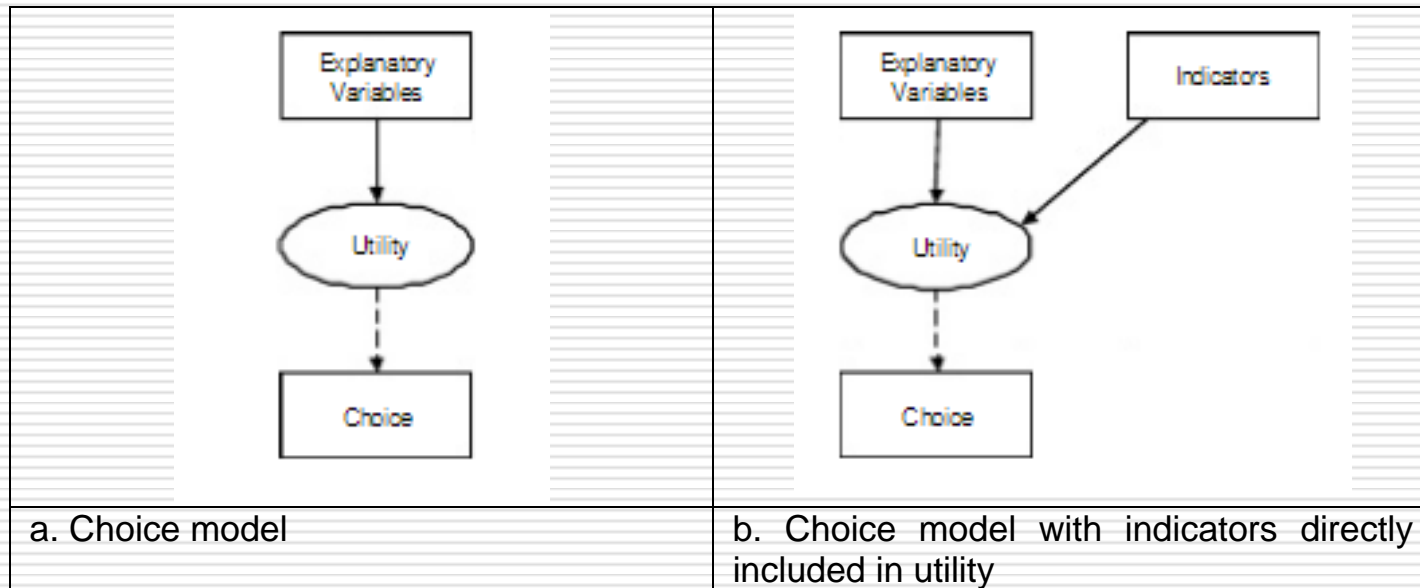 Explanatory
Variables
Utility
Choice
a. Choice model
Explanatory
Variables
Indicators
Utility
Choice
b. Choice model with indicators directly
included in utility